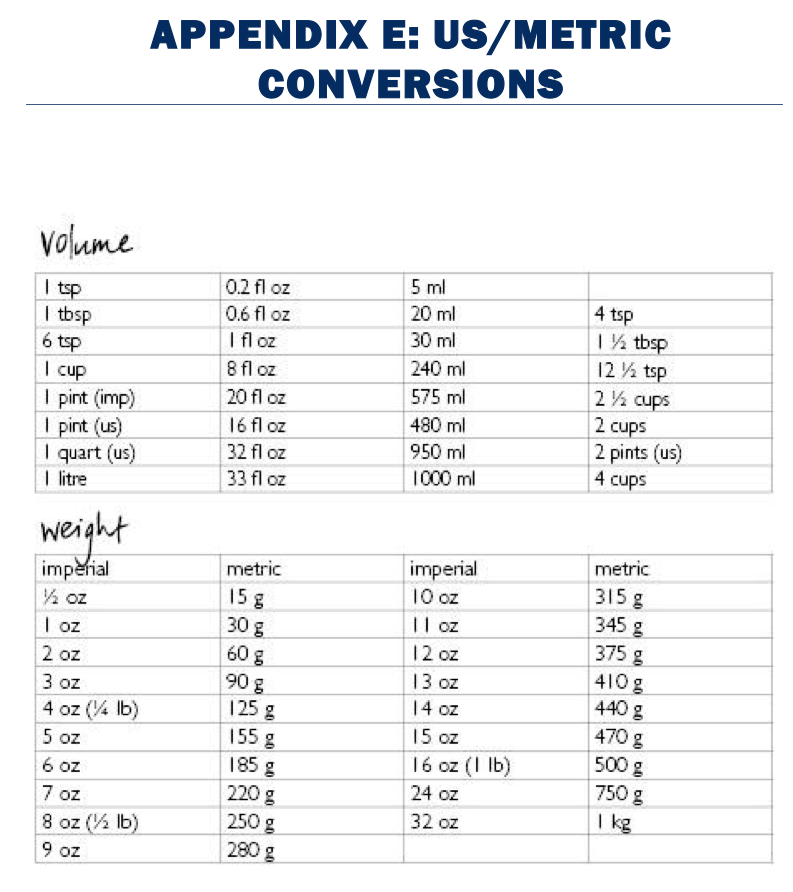 APPENDIX E: US/METRIC
CONVERSIONS
Volume
1 tsp 0.2 fl oz 5 ml
1 tbsp 0.6 fl oz 20 ml 4 tsp
6 tsp 1 fl oz 30 ml 1 ½ tbsp
1 cup 8 fl oz 240 ml 12 ½ tsp
1 pint (imp) 20 fl oz 575 ml 2 ½ cups
1 pint (us) 16 fl oz 480 ml 2 cups
1 quart (us) 32 fl oz 950 ml 2 pints (us)
1 litre 33 fl oz 1000 ml 4 cups
weight
imperial metric imperial metric
½ oz 15 g 10 oz 315 g
1 oz 30 g 11 oz 345 g
2 oz 60 g 12 oz 375 g
3 oz 90 g 13 oz 410 g
4 oz (¼ lb) 125 g 14 oz 440 g
5 oz 155 g 15 oz 470 g
6 oz 185 g 16 oz (1 lb) 500 g
7 oz 220 g 24 oz 750 g
8 oz (½ lb) 250 g 32 oz 1 kg
9 oz 280 g